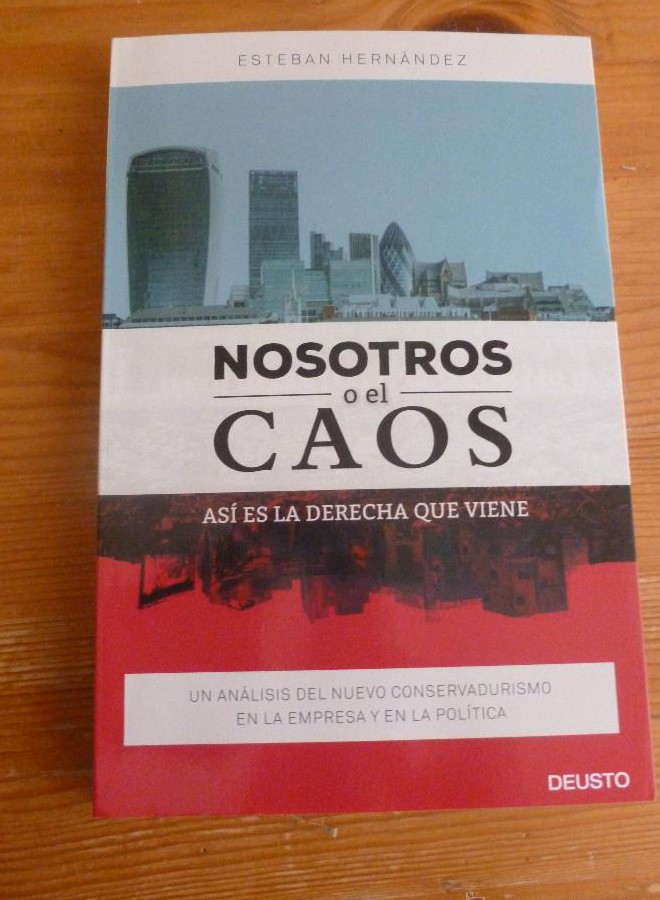 ESTEBAN HERNÁNDEZ
NOSOTROS
o el
CAOS
ASÍ ES LA DERECHA QUE VIENE
UN ANÁLISIS DEL NUEVO CONSERVADURISMO
EN LA EMPRESA Y EN LA POLÍTICA
DEUSTO